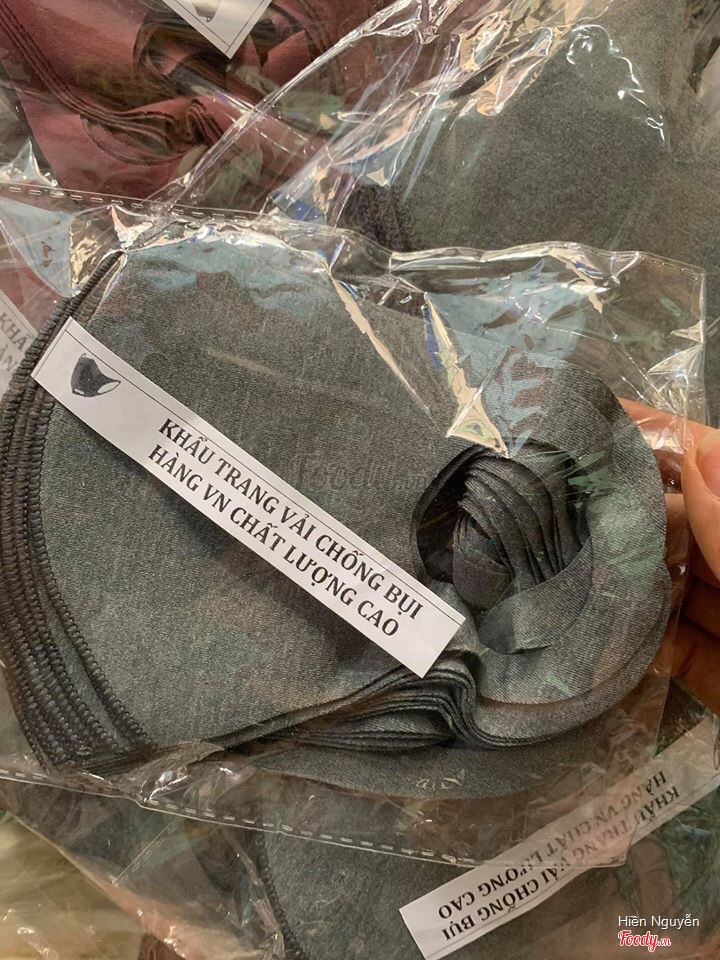 KHẨU TRANG VẢI CHỐNG BỤI
HÀNG VN CHẤT LƯỢNG CAO
KHẨU TRANG VẢI CHỐNG BỤI
HÀNG VN CHẤT LƯỢNG CAO
Hiền Nguyễn
Foody.vn